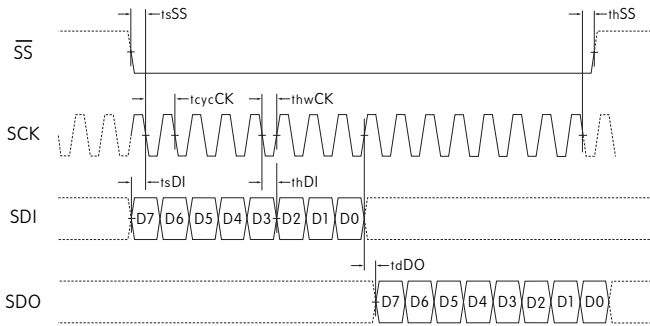 tsSS
thSS
SS
tcycCK
thwCK
SCK
tsDI
thDI
SDI
D7 D6 D5 D4 D3 D2 D1 D0
tdDO
SDO
D7 D6 D5 D4 D3 D2 D1 D0